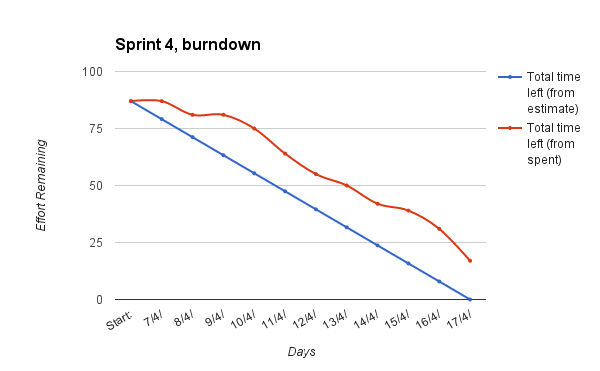 Sprint 4, burndown
100
75
50
25
0
Effort Remaining
Start:
7/4/
8/4/
9/4/
10/4/
11/4/
12/4/
13/4/
14/4/
15/4/
16/4/
17/4/
Days
Total time
left (from
estimate)
Total time
left (from
spent)